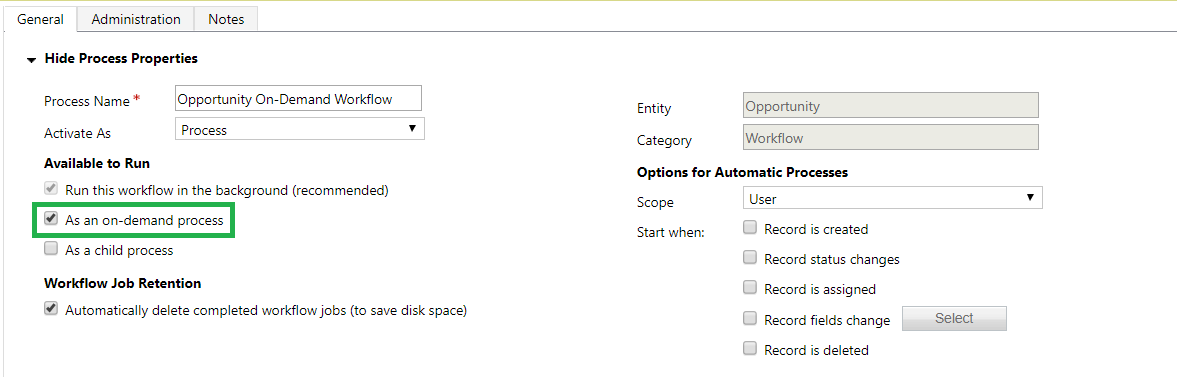 General
Administration
Notes
Hide Process Properties
Process Name *
Opportunity On-Demand Workflow
Activate As
Process
Available to Run
Run this workflow in the background (recommended)
As an on-demand process
As a child process
Workflow Job Retention
Automatically delete completed workflow jobs (to save disk space)
Entity
Opportunity
Category
Workflow
Options for Automatic Processes
Scope
User
Start when:
Record is created
Record status changes
Record is assigned
Record fields change
Select
Record is deleted